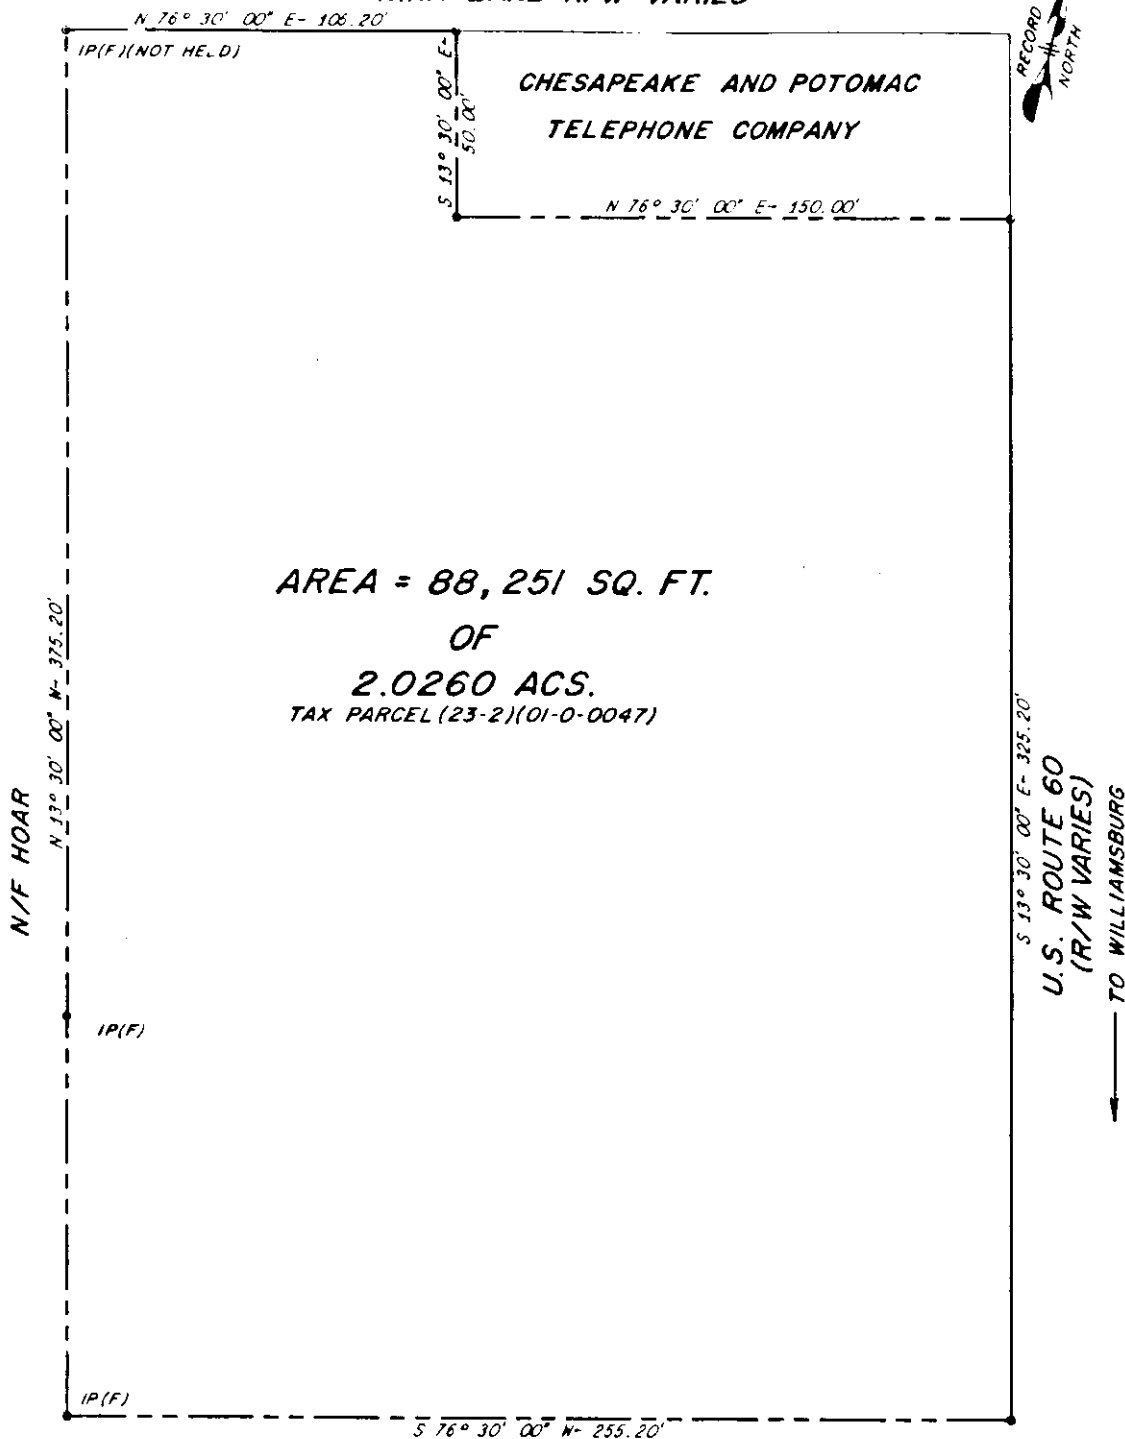 R/W VARIES
N 76° 30' 00" E- 106.20'
IP(F)(NOT HELD)
S 13° 30' 00" E-
50.00'
CHESAPEAKE AND POTOMAC
TELEPHONE COMPANY
N 76° 30' 00" E- 150.00'
RECORD
NORTH
AREA = 88,251 SQ. FT.
OF
2.0260 ACS.
TAX PARCEL (23-2)(01-0-0047)
N 13° 30' 00" W- 375.20'
N/F HOAR
S 13° 30' 00" E- 325.20'
U.S. ROUTE 60
(R/W VARIES)
TO WILLIAMSBURG
IP(F)
IP(F)
S 76° 30' 00" W- 255.20'